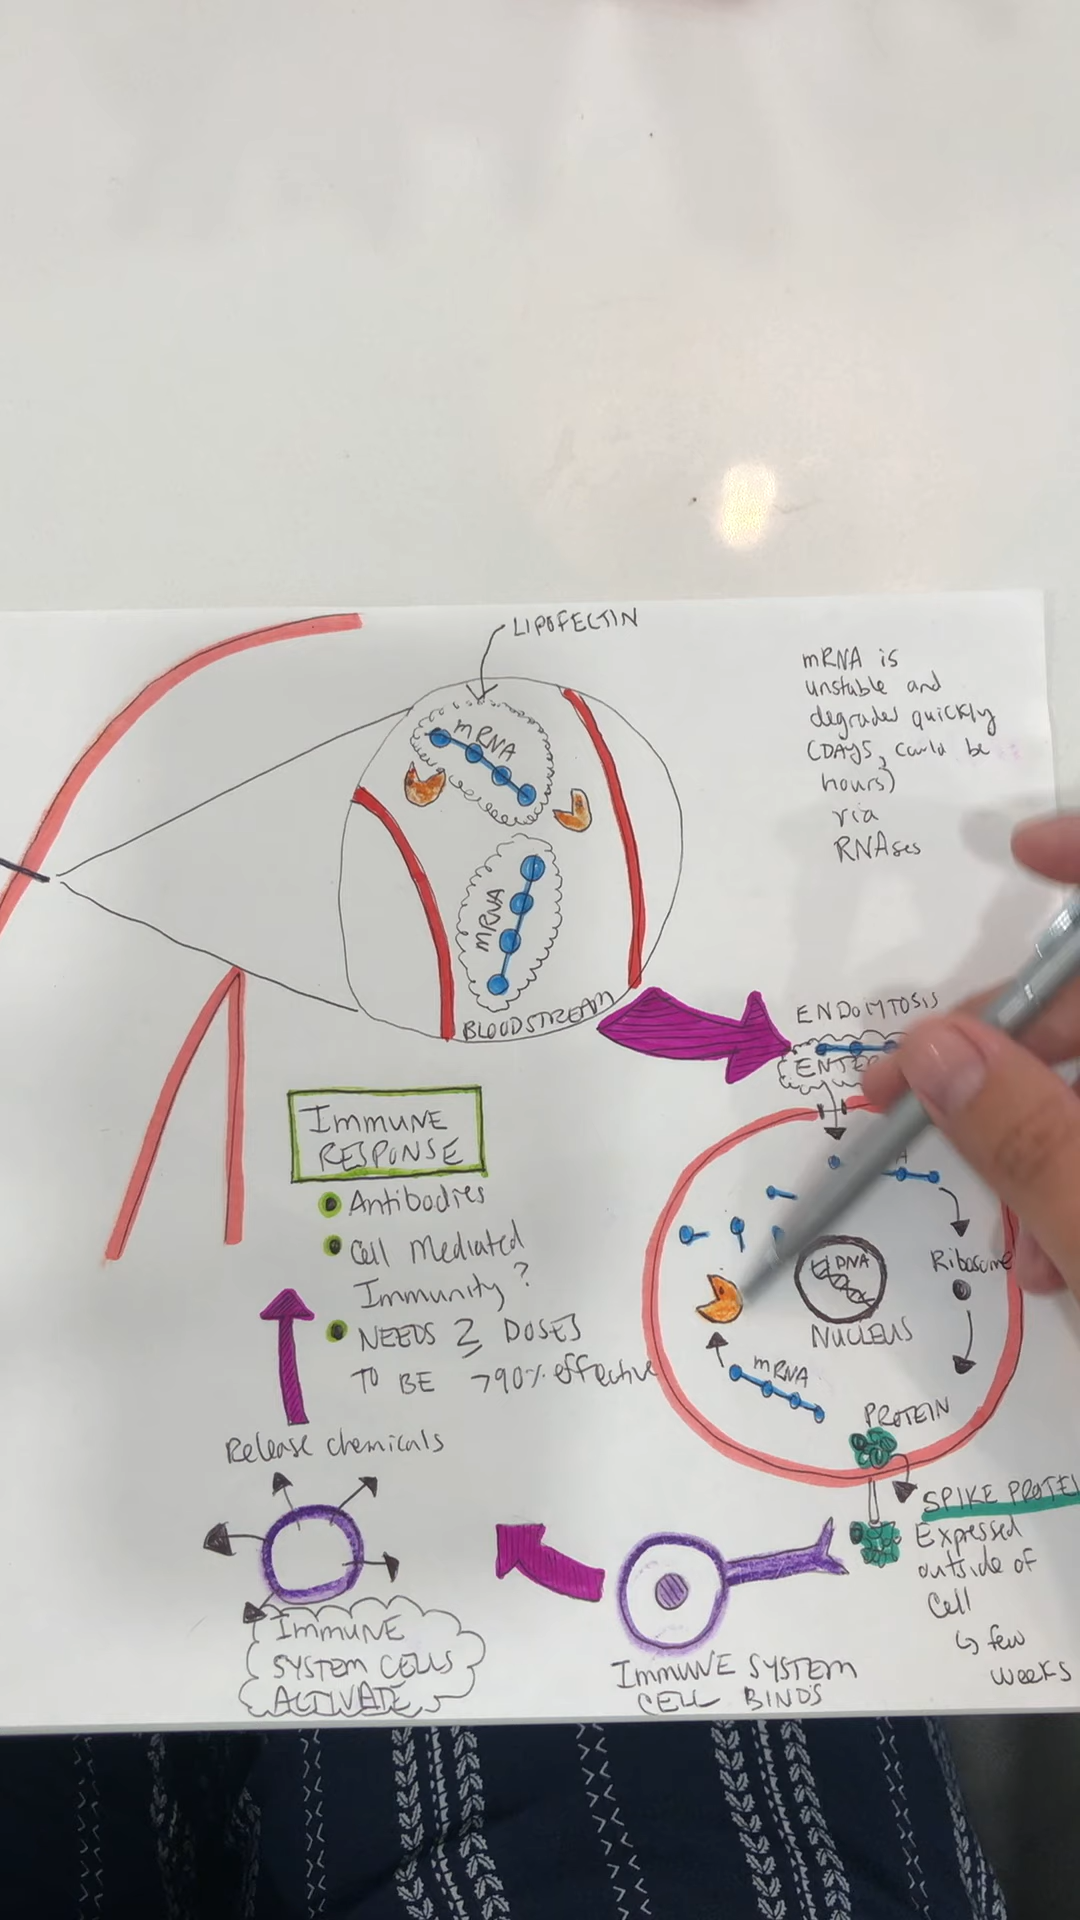 LIPOFECTIN
mRNA
mRNA
BLOODSTREAM
mRNA is
unstable and
degrades quickly
(DAYS, could be
hours)
via
RNAses
ENDOCYTOSIS
DNA
NUCLEUS
Ribosome
mRNA
PROTEIN
SPIKE
Expressed
outside of
Cell
↳ few
weeks
IMMUNE SYSTEM
CELL BINDS
IMMUNE
SYSTEM CELLS
ACTIVATE
Release chemicals
IMMUNE
RESPONSE
Antibodies
Cell Mediated
Immunity?
NEEDS 2 DOSES
TO BE >90% effective